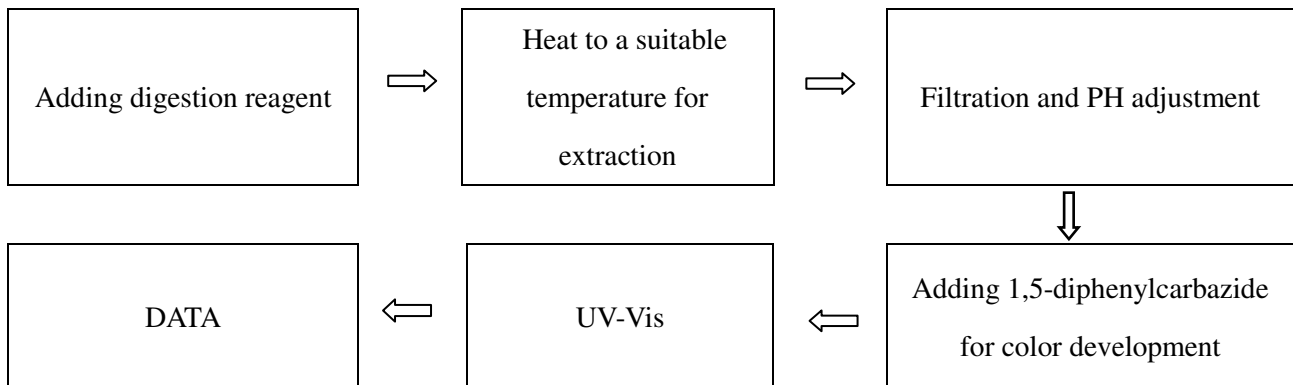 Adding digestion reagent
Heat to a suitable
temperature for
extraction
Filtration and PH adjustment
Adding 1,5-diphenylcarbazide
for color development
UV-Vis
DATA